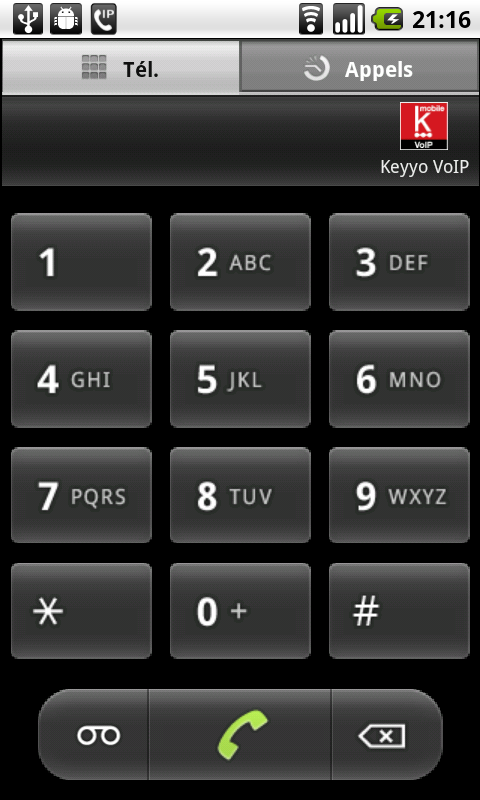 IP 21:16
Tél. Appels
K mobile
VoIP
Keyyo VoIP
1 2 ABC 3 DEF
4 GHI 5 JKL 6 MNO
7 PQRS 8 TUV 9 WXYZ
* 0 + #